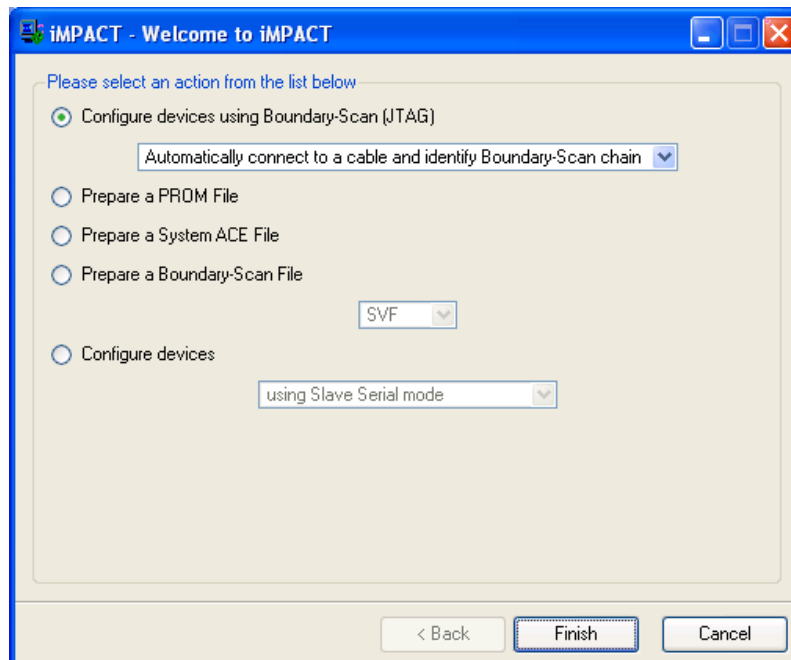 iMPACT - Welcome to iMPACT
Please select an action from the list below
Configure devices using Boundary-Scan (JTAG)
Automatically connect to a cable and identify Boundary-Scan chain
Prepare a PROM File
Prepare a System ACE File
Prepare a Boundary-Scan File
SVF
Configure devices
using Slave Serial mode
< Back Finish Cancel